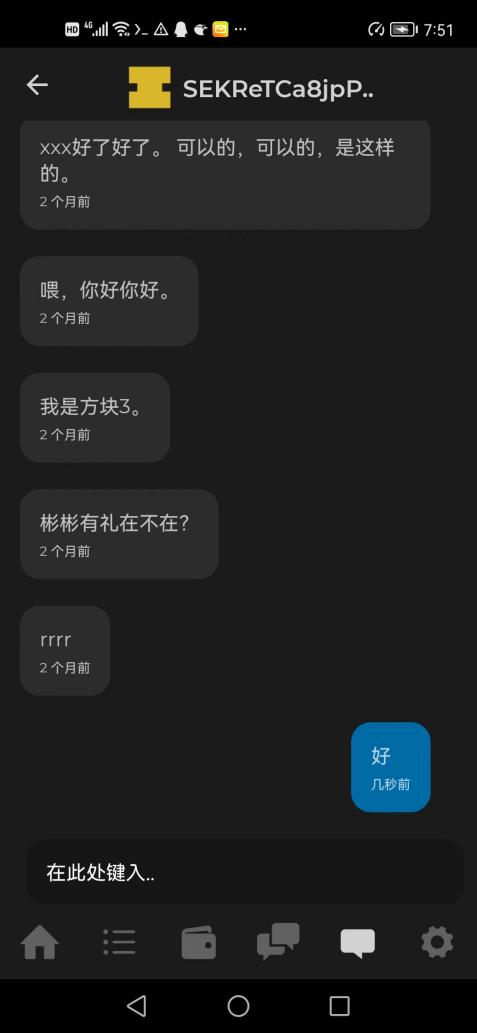 HD 4G 7:51
SEKReTCa8jpP..
xxx好了好了。 可以的，可以的，是这样
的。
2 个月前
喂，你好你好。
2 个月前
我是方块3。
2 个月前
彬彬有礼在不在？
2 个月前
rrrr
2 个月前
好
几秒前
在此处键入..